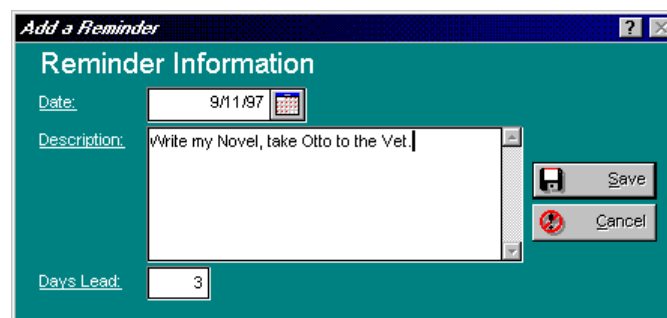 Add a Reminder
Reminder Information
Date: 9/11/97
Description: Write my Novel, take Otto to the Vet.
Save
Cancel
Days Lead: 3